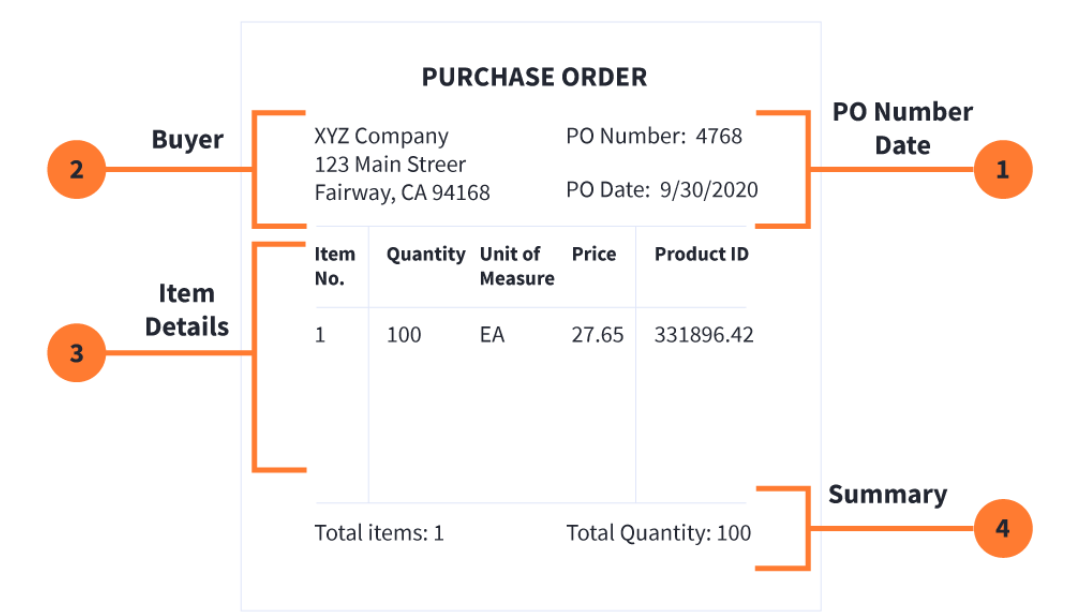 PURCHASE ORDER
PO Number
Date
1
Buyer
2
XYZ Company
123 Main Streer
Fairway, CA 94168
PO Number: 4768
PO Date: 9/30/2020
Item Details
3
Item No. Quantity Unit of Measure Price Product ID
1 100 EA 27.65 331896.42
Summary
4
Total items: 1 Total Quantity: 100